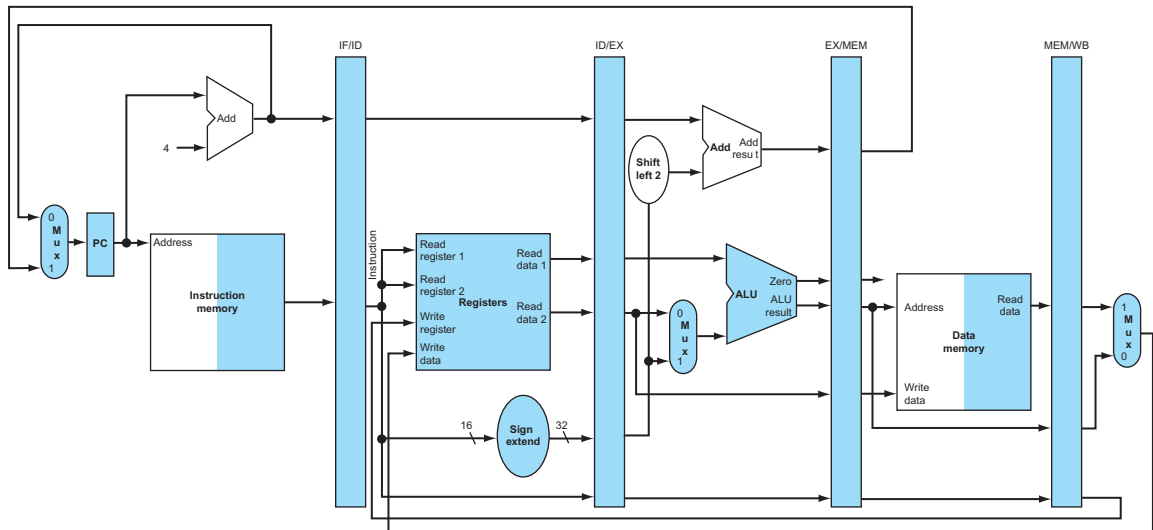 IF/ID
ID/EX
EX/MEM
MEM/WB
Add
4
Add
Add
resu t
Shift
left 2
0
M
u
x
1
PC
Address
Instruction
memory
Instruction
Read
register 1
Read
register 2
Write
register
Write
data
Registers
Read
data 1
Read
data 2
16
Sign
extend
32
0
M
u
x
1
ALU
Zero
ALU
result
Address
Read
data
Data
memory
Write
data
1
M
u
x
0